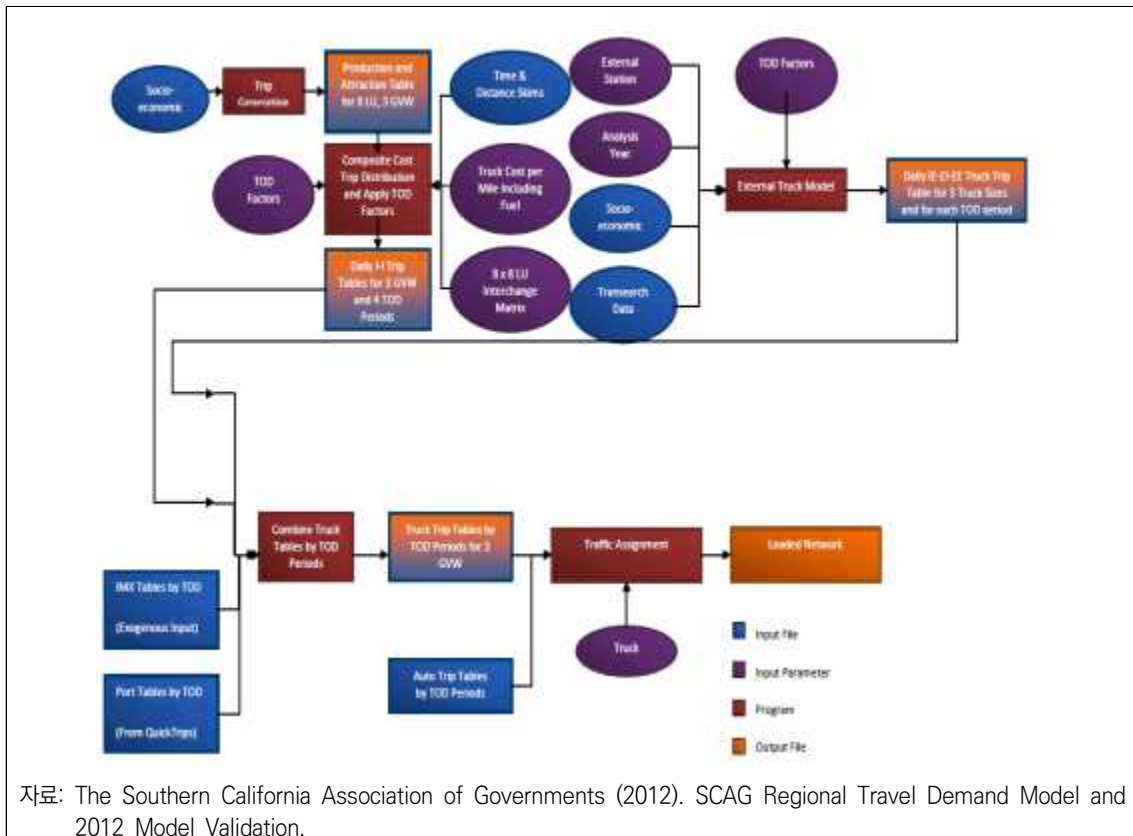 Socio-
economic
Trip
Generation
Production and
Attraction Table
for 8 LU, 3 GVW
Time &
Distance Skims
External
Station
TOD Factors
TOD
Factors
Composite Cost
Trip Distribution
and Apply TOD
Factors
Truck Cost per
Mile Including
Fuel
Analysis
Year
External Truck Model
Daily IE-EI-EE Truck Trip
Table for 3 Truck Sizes
and for each TOD period
Daily I-I Trip
Tables for 3 GVW
and 4 TOD
Periods
8 x 8 LU
Interchange
Matrix
Socio-
economic
Transearch
Data
Combine Truck
Tables by TOD
Periods
Truck Trip Tables by
TOD Periods for 3
GVW
Traffic Assignment
Loaded Network
IMX Tables by TOD
(Exogenous Input)
Port Tables by TOD
(From QuickTrips)
Auto Trip Tables
by TOD Periods
Truck
Input File
Input Parameter
Program
Output File
자료: The Southern California Association of Governments (2012). SCAG Regional Travel Demand Model and
2012 Model Validation.